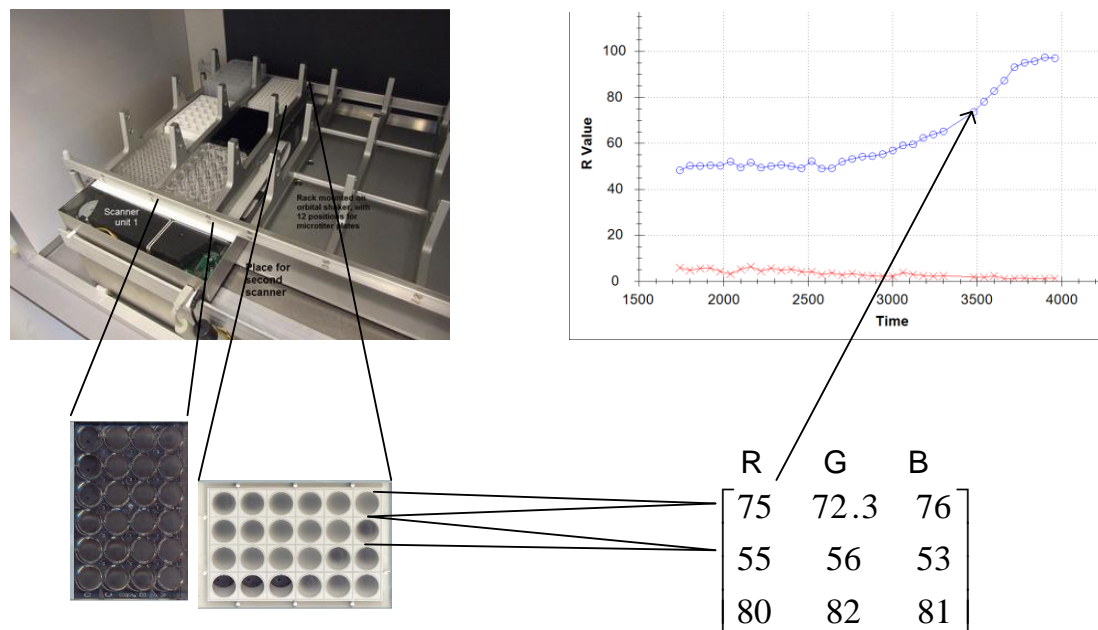 Scanner
unit 1
Rack mounted on
orbital shaker, with
12 positions for
microtiter plates
Place for
second
scanner
R Value
100
80
60
40
20
0
1500
2000
2500
3000
3500
4000
Time
R G B
75 72.3 76
55 56 53
80 82 81